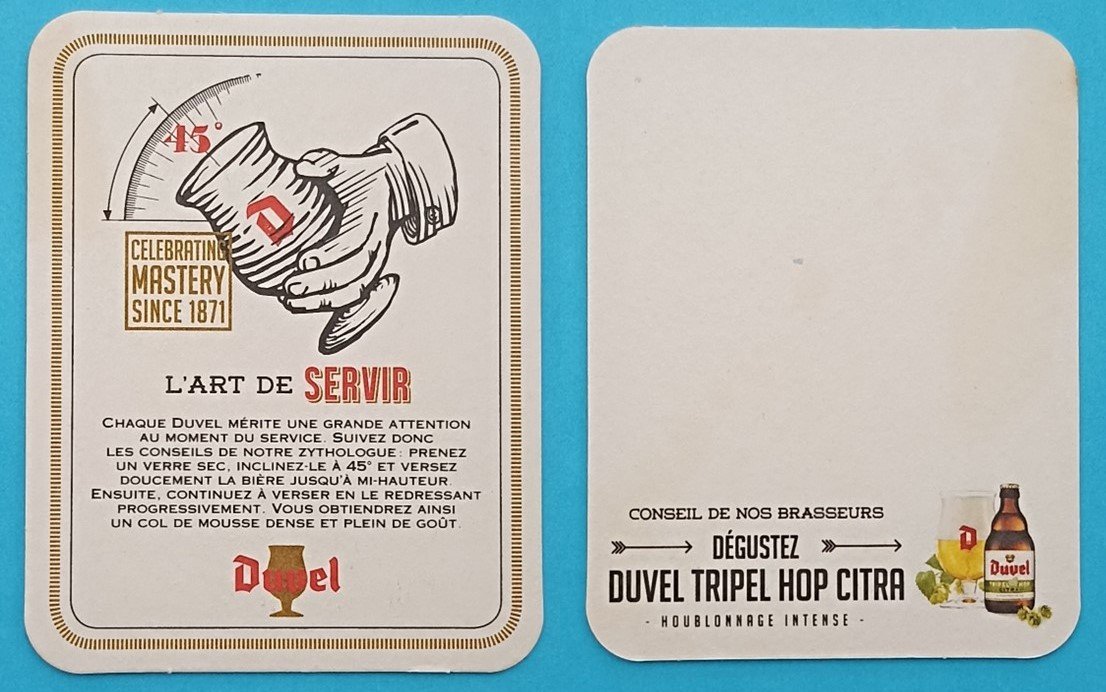 45°
D
CELEBRATING
MASTERY
SINCE 1871
L'ART DE SERVIR
CHAQUE DUVEL MÉRITE UNE GRANDE ATTENTION
AU MOMENT DU SERVICE. SUIVEZ DONC
LES CONSEILS DE NOTRE ZYTHOLOGUE: PRENEZ
UN VERRE SEC, INCLINEZ-LE À 45° ET VERSEZ
DOUCEMENT LA BIÈRE JUSQU'À MI-HAUTEUR.
ENSUITE, CONTINUEZ À VERSER EN LE REDRESSANT
PROGRESSIVEMENT. VOUS OBTIENDREZ AINSI
UN COL DE MOUSSE DENSE ET PLEIN DE GOÛT.
Duvel
CONSEIL DE NOS BRASSEURS
DÉGUSTEZ
DUVEL TRIPEL HOP CITRA
- HOUBLONNAGE INTENSE -
D
Duvel
TRIPEL HOP
CITRA